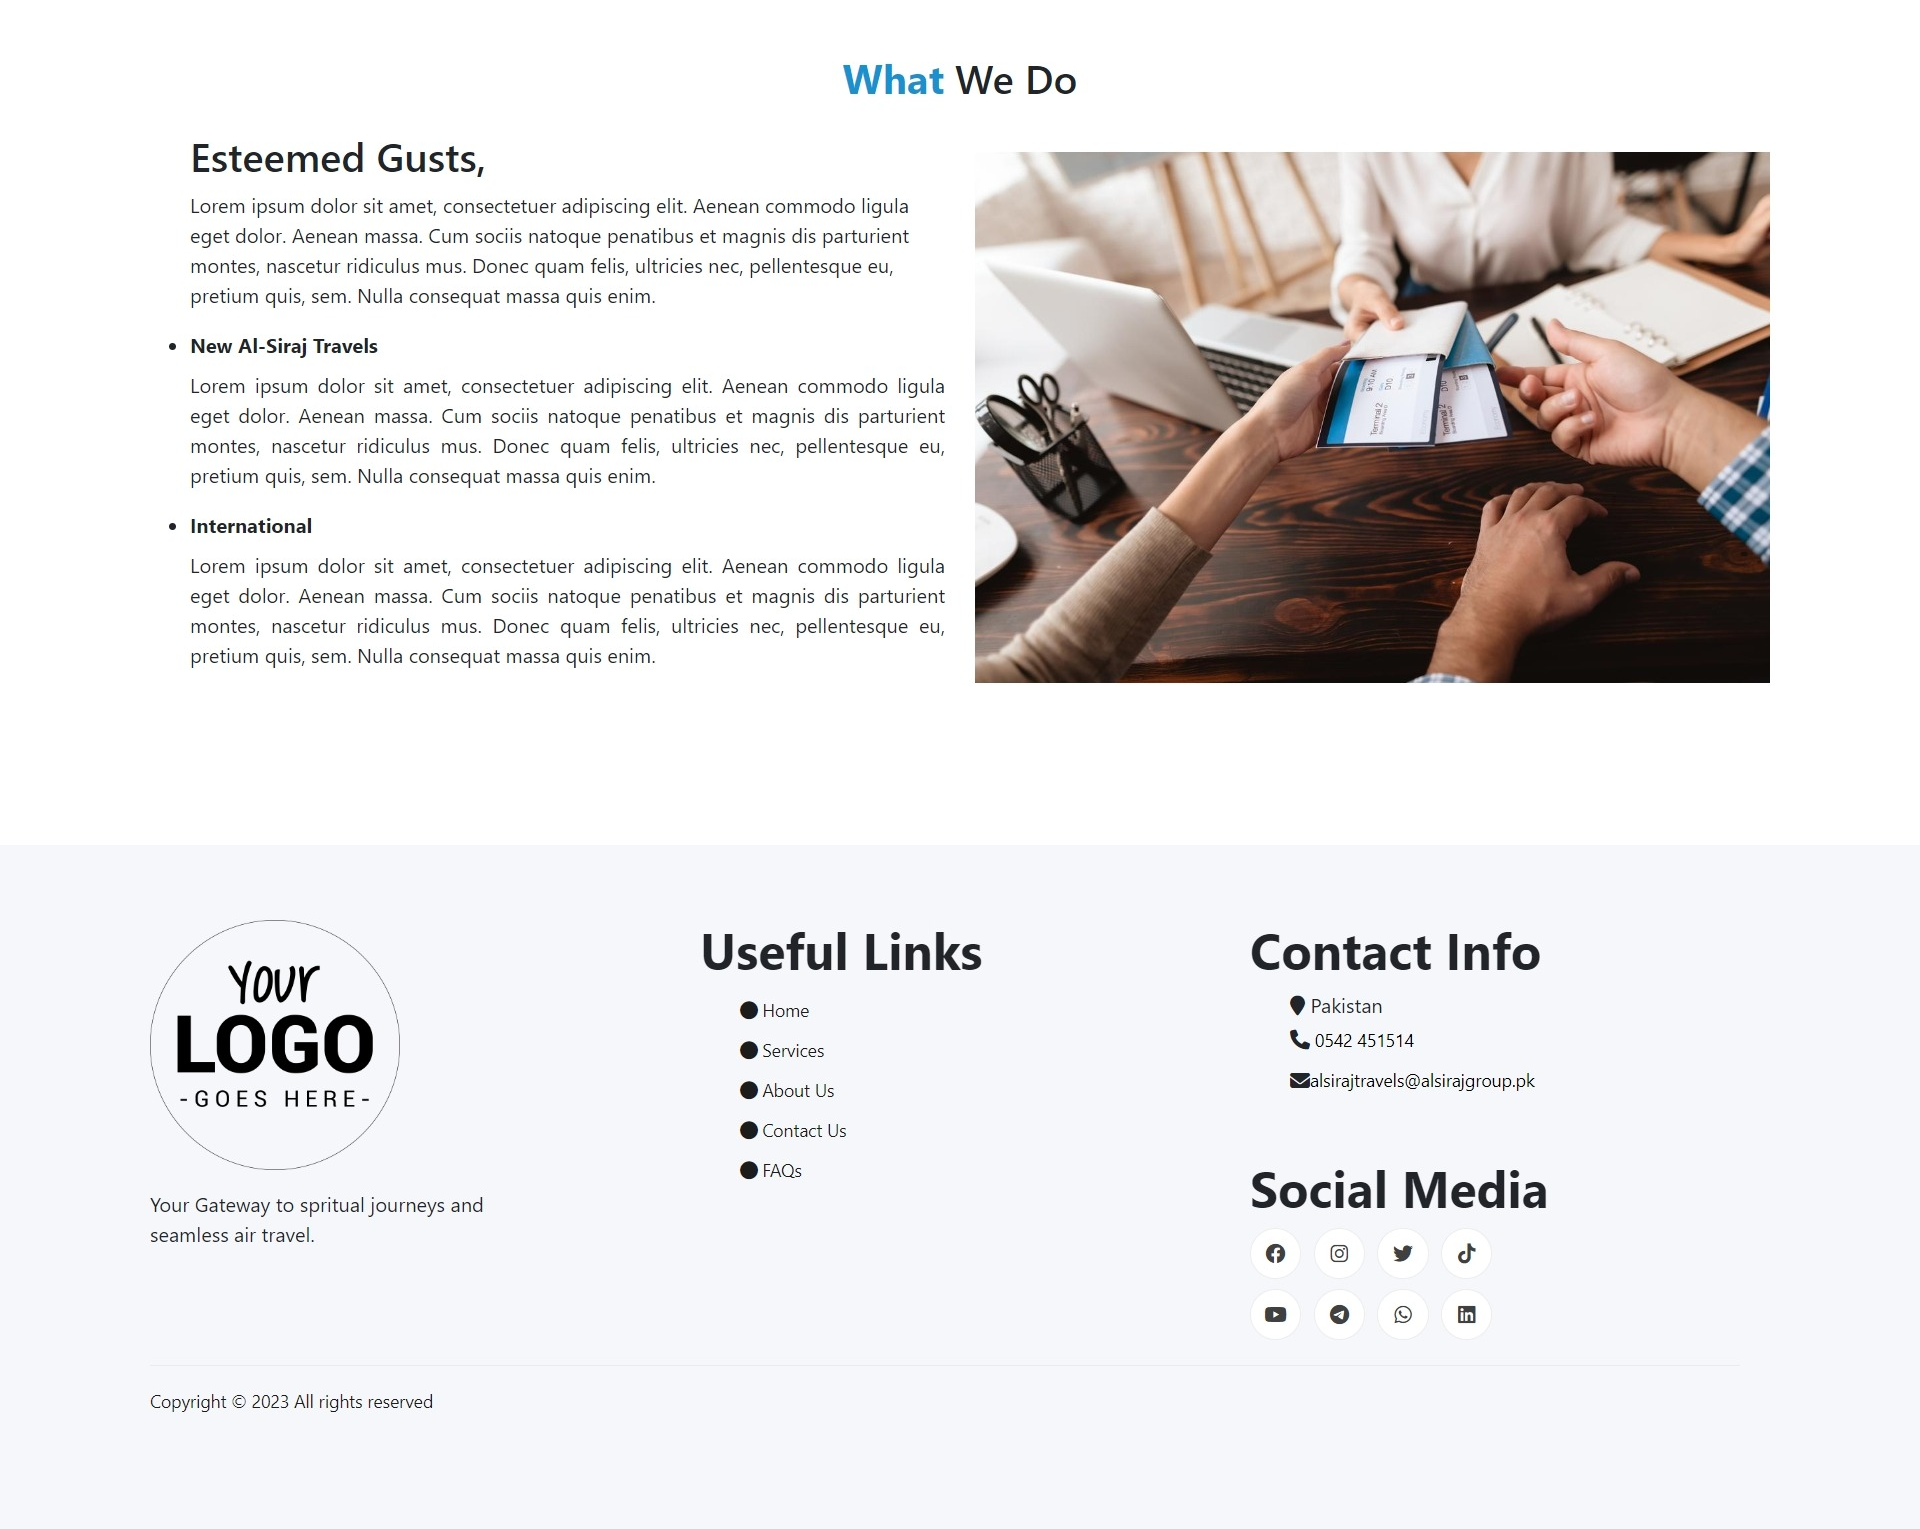 What We Do
Esteemed Gusts,
Lorem ipsum dolor sit amet, consectetuer adipiscing elit. Aenean commodo ligula
eget dolor. Aenean massa. Cum sociis natoque penatibus et magnis dis parturient
montes, nascetur ridiculus mus. Donec quam felis, ultricies nec, pellentesque eu,
pretium quis, sem. Nulla consequat massa quis enim.
New Al-Siraj Travels
Lorem ipsum dolor sit amet, consectetuer adipiscing elit. Aenean commodo ligula
eget dolor. Aenean massa. Cum sociis natoque penatibus et magnis dis parturient
montes, nascetur ridiculus mus. Donec quam felis, ultricies nec, pellentesque eu,
pretium quis, sem. Nulla consequat massa quis enim.
International
Lorem ipsum dolor sit amet, consectetuer adipiscing elit. Aenean commodo ligula
eget dolor. Aenean massa. Cum sociis natoque penatibus et magnis dis parturient
montes, nascetur ridiculus mus. Donec quam felis, ultricies nec, pellentesque eu,
pretium quis, sem. Nulla consequat massa quis enim.
9:10 AM
D10
Terminal 2
D10
Terminal 2
Your
LOGO
-GOES HERE-
Your Gateway to spritual journeys and
seamless air travel.
Useful Links
Home
Services
About Us
Contact Us
FAQs
Contact Info
Pakistan
0542 451514
alsirajtravels@alsirajgroup.pk
Social Media
Copyright © 2023 All rights reserved